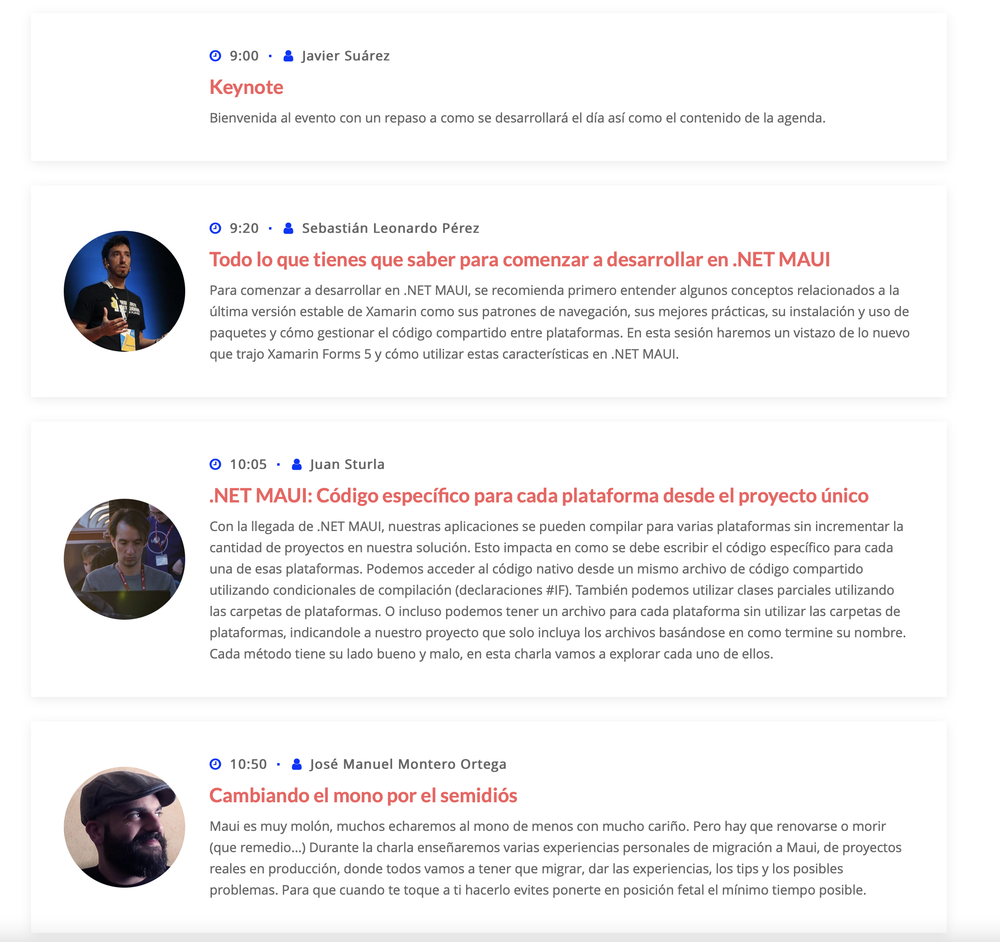 9:00 · Javier Suárez
Keynote
Bienvenida al evento con un repaso a como se desarrollará el día así como el contenido de la agenda.
9:20 · Sebastián Leonardo Pérez
Todo lo que tienes que saber para comenzar a desarrollar en .NET MAUI
Para comenzar a desarrollar en .NET MAUI, se recomienda primero entender algunos conceptos relacionados a la
última versión estable de Xamarin como sus patrones de navegación, sus mejores prácticas, su instalación y uso de
paquetes y cómo gestionar el código compartido entre plataformas. En esta sesión haremos un vistazo de lo nuevo
que trajo Xamarin Forms 5 y cómo utilizar estas características en .NET MAUI.
10:05 · Juan Sturla
.NET MAUI: Código específico para cada plataforma desde el proyecto único
Con la llegada de .NET MAUI, nuestras aplicaciones se pueden compilar para varias plataformas sin incrementar la
cantidad de proyectos en nuestra solución. Esto impacta en como se debe escribir el código específico para cada
una de esas plataformas. Podemos acceder al código nativo desde un mismo archivo de código compartido
utilizando condicionales de compilación (declaraciones #IF). También podemos utilizar clases parciales utilizando
las carpetas de plataformas. O incluso podemos tener un archivo para cada plataforma sin utilizar las carpetas de
plataformas, indicandole a nuestro proyecto que solo incluya los archivos basándose en como termine su nombre.
Cada método tiene su lado bueno y malo, en esta charla vamos a explorar cada uno de ellos.
10:50 · José Manuel Montero Ortega
Cambiando el mono por el semidiós
Maui es muy molón, muchos echaremos al mono de menos con mucho cariño. Pero hay que renovarse o morir
(que remedio...) Durante la charla enseñaremos varias experiencias personales de migración a Maui, de proyectos
reales en producción, donde todos vamos a tener que migrar, dar las experiencias, los tips y los posibles
problemas. Para que cuando te toque a ti hacerlo evites ponerte en posición fetal el mínimo tiempo posible.